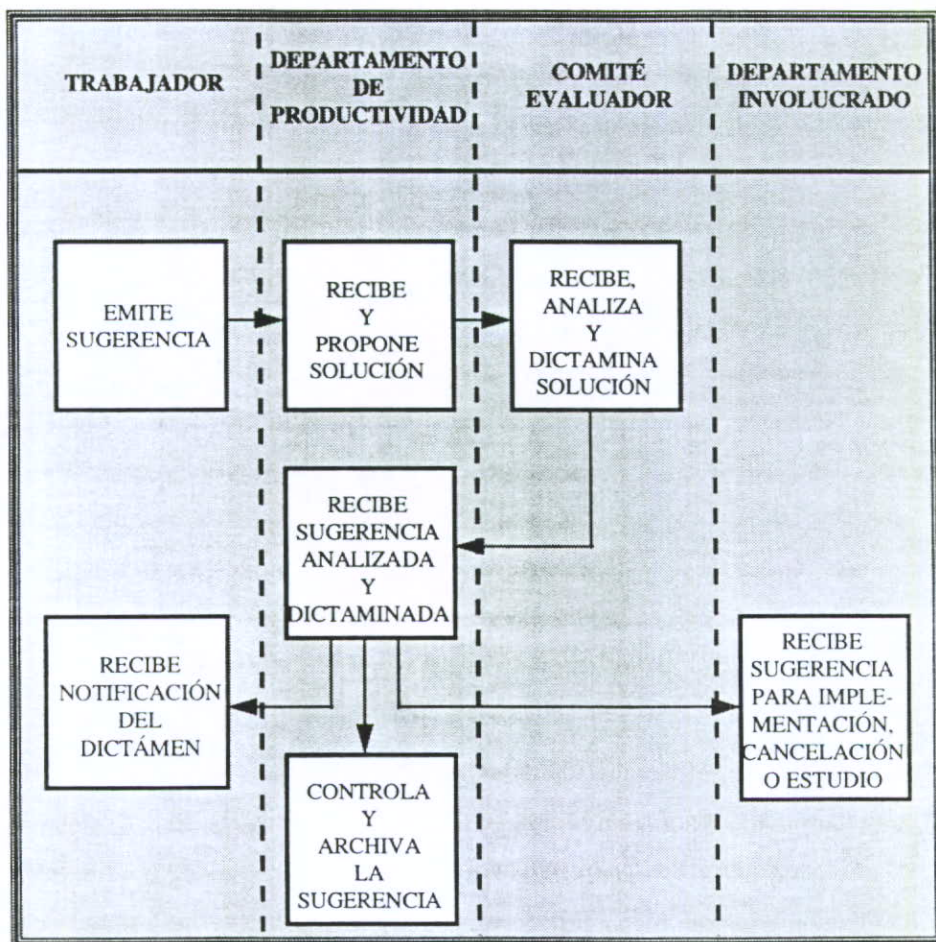 TRABAJADOR
DEPARTAMENTO
DE
PRODUCTIVIDAD
COMITÉ
EVALUADOR
DEPARTAMENTO
INVOLUCRADO
EMITE
SUGERENCIA
RECIBE
Y
PROPONE
SOLUCIÓN
RECIBE,
ANALIZA
Y
DICTAMINA
SOLUCIÓN
RECIBE
SUGERENCIA
ANALIZADA
Y
DICTAMINADA
RECIBE
NOTIFICACIÓN
DEL
DICTÁMEN
RECIBE
SUGERENCIA
PARA IMPLE-
MENTACIÓN,
CANCELACIÓN
O ESTUDIO
CONTROLA
Y
ARCHIVA
LA
SUGERENCIA